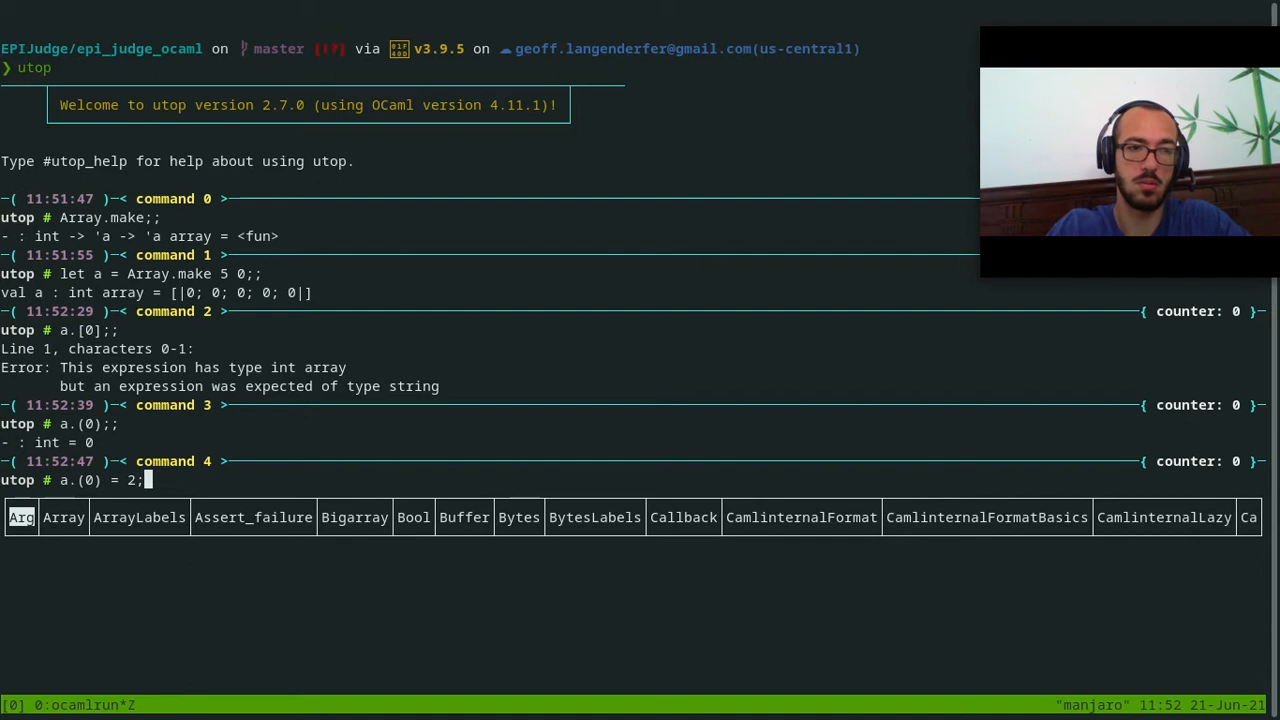 EPIJudge/epi_judge_ocaml on master [!?] via v3.9.5 on geoff.langenderfer@gmail.com(us-central1)
❯ utop
Welcome to utop version 2.7.0 (using OCaml version 4.11.1)!
Type #utop_help for help about using utop.
─( 11:51:47 )─< command 0 >
utop # Array.make;;
- : int -> 'a -> 'a array = <fun>
─( 11:51:55 )─< command 1 >
utop # let a = Array.make 5 0;;
val a : int array = [|0; 0; 0; 0; 0|]
─( 11:52:29 )─< command 2 >─{ counter: 0 }─
utop # a.[0];;
Line 1, characters 0-1:
Error: This expression has type int array
but an expression was expected of type string
─( 11:52:39 )─< command 3 >─{ counter: 0 }─
utop # a.(0);;
- : int = 0
─( 11:52:47 )─< command 4 >─{ counter: 0 }─
utop # a.(0) = 2;
Arg│Array│ArrayLabels│Assert_failure│Bigarray│Bool│Buffer│Bytes│BytesLabels│Callback│CamlinternalFormat│CamlinternalFormatBasics│CamlinternalLazy│Ca
[0] 0:ocamlrun*Z "manjaro" 11:52 21-Jun-21